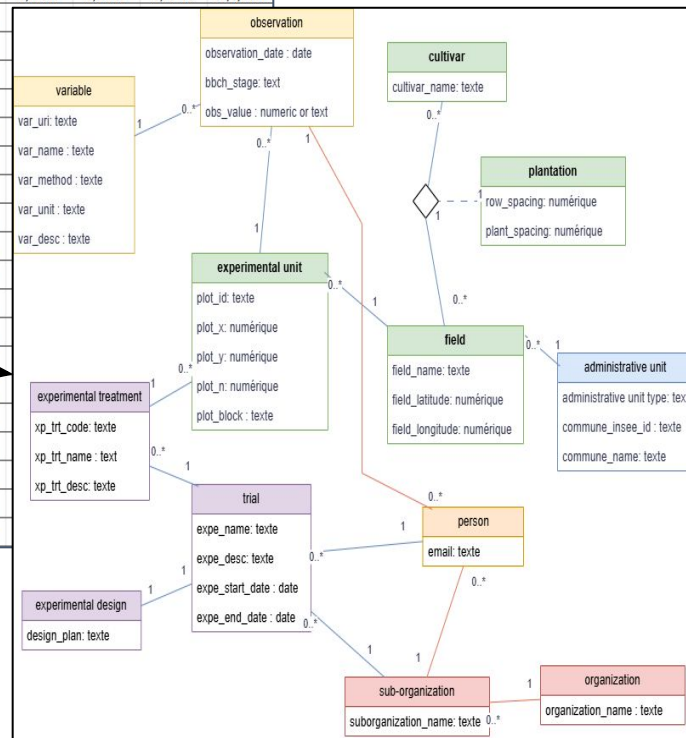 observation
observation_date : date
bbch_stage: text
obs_value : numeric or text
cultivar
cultivar_name: texte
variable
var_uri: texte
var_name : texte
var_method : texte
var_unit : texte
var_desc : texte
1
0..*
0..*
1
0..*
plantation
row_spacing: numérique
plant_spacing: numérique
1
1
0..*
1
experimental unit
plot_id: texte
plot_x: numérique
plot_y: numérique
plot_n: numérique
plot_block : texte
0..*
1
field
field_name: texte
field_latitude: numérique
field_longitude: numérique
0..*
1
administrative unit
administrative unit type: tex
commune_insee_id : texte
commune_name: texte
experimental treatment
xp_trt_code: texte
xp_trt_name : text
xp_trt_desc: texte
1
0..*
0..*
1
trial
expe_name: texte
expe_desc: texte
expe_start_date : date
expe_end_date : date
0..*
1
0..*
person
email: texte
0..*
experimental design
design_plan: texte
1
1
0..*
1
1
sub-organization
suborganization_name: texte
0..*
1
organization
organization_name : texte